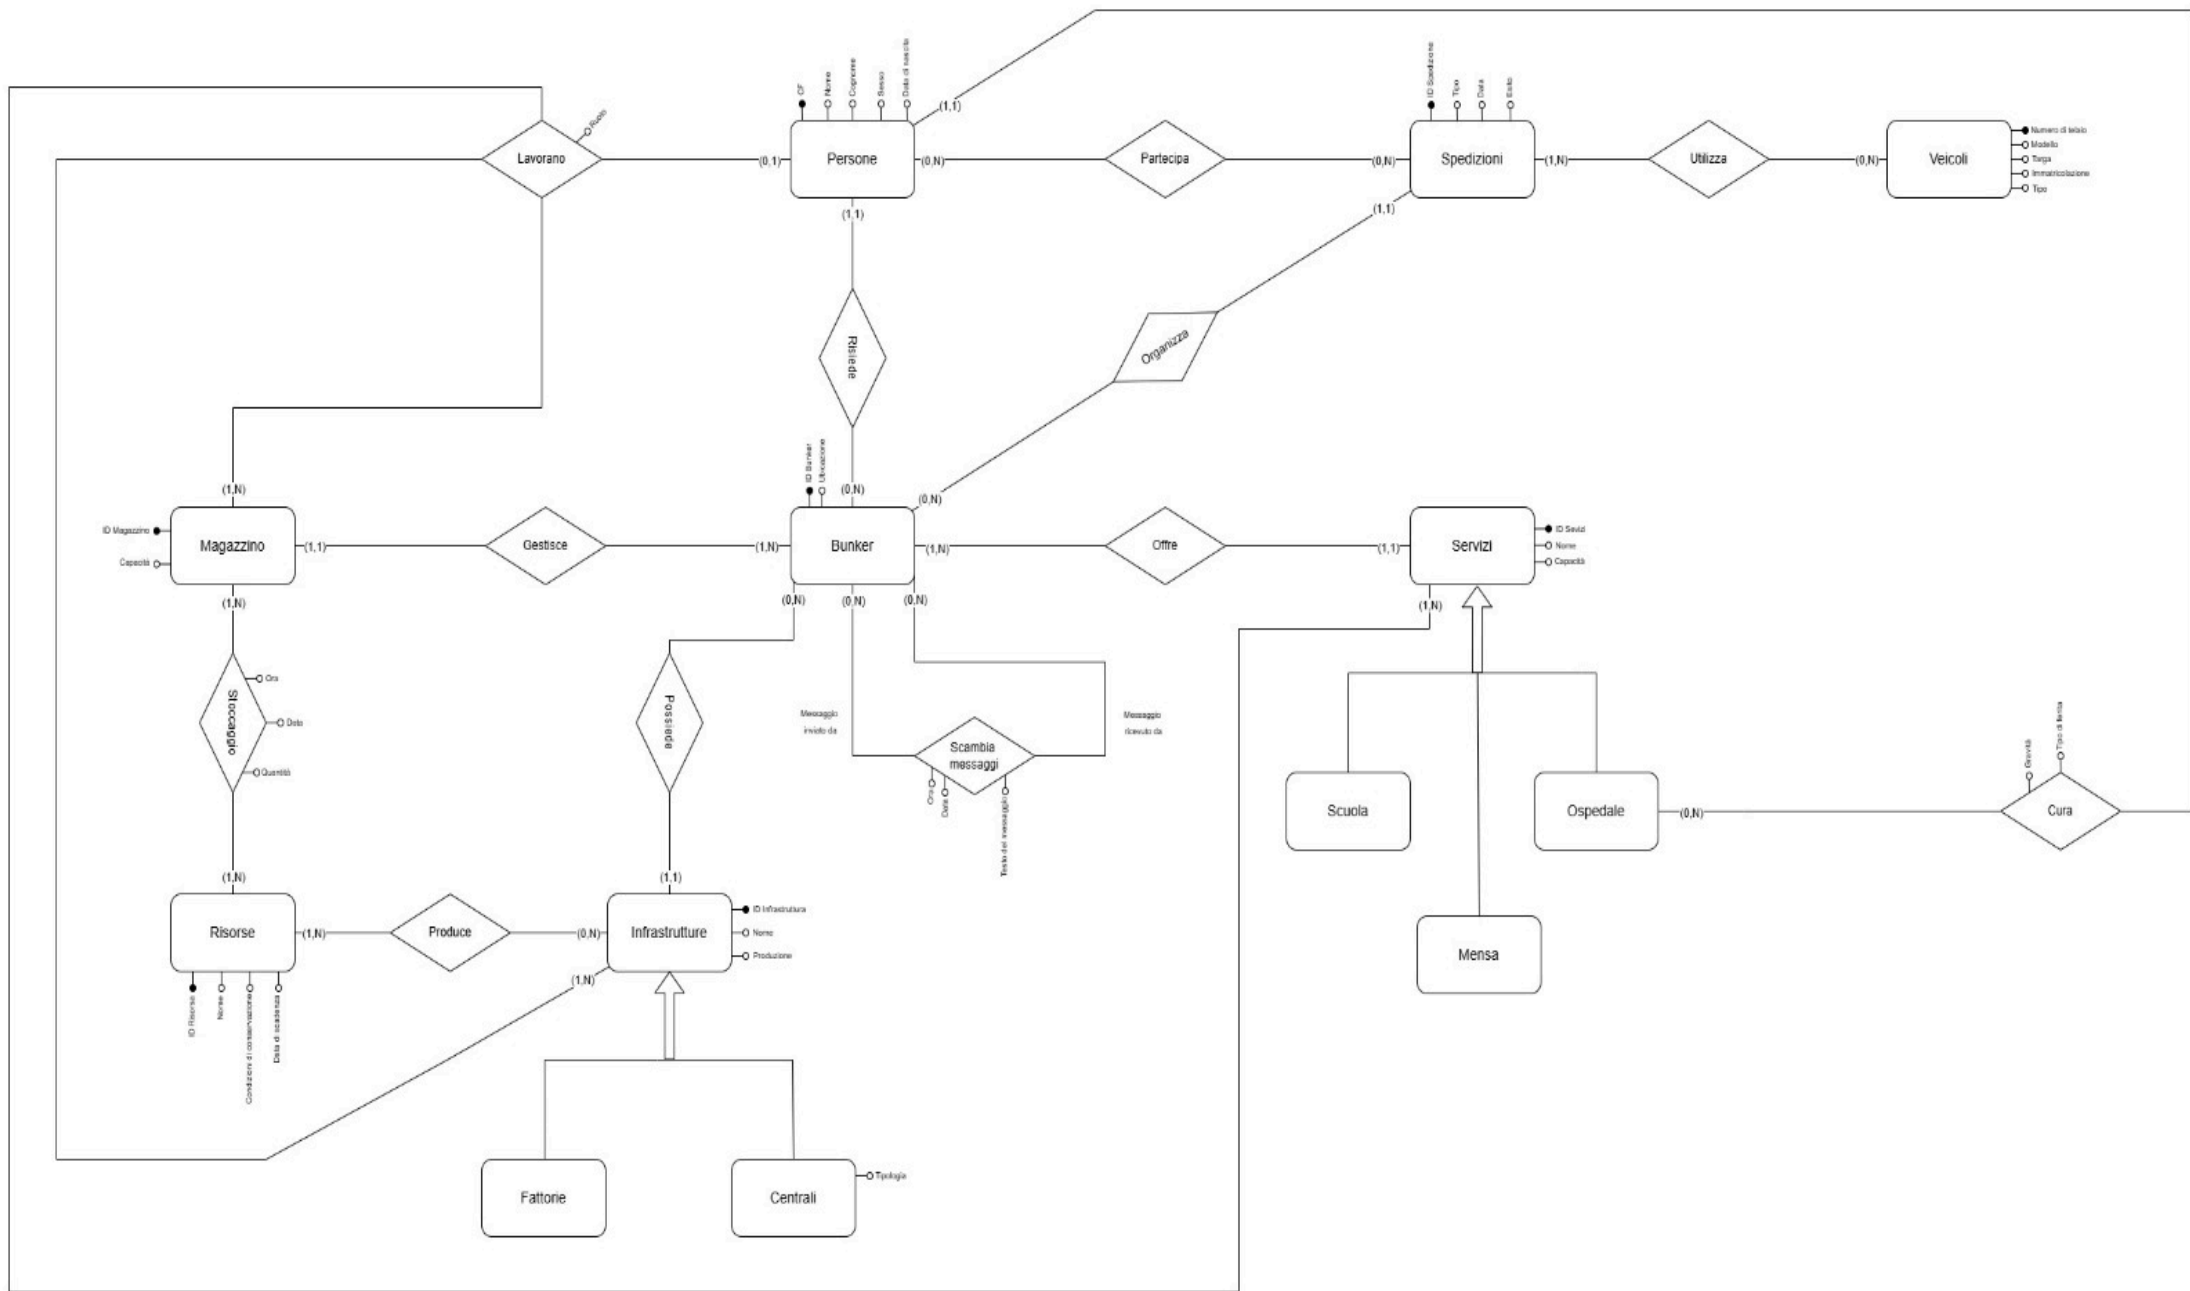 CF
Nome
Cognome
Sesso
Data di nascita
(1,1)
ID Spedizione
Tipo
Data
Esito
Ruolo
Lavorano
(0,1)
Persone
(0,N)
Partecipa
(0,N)
Spedizioni
(1,N)
Utilizza
(0,N)
Veicoli
Numero di telaio
Modello
Targa
Immatricolazione
Tipo
(1,1)
(1,1)
Risiede
Organizza
ID Bunker
Ubicazione
(1,N)
(0,N)
(0,N)
ID Magazzino
Capacità
Magazzino
(1,1)
Gestisce
(1,N)
Bunker
(1,N)
Offre
(1,1)
Servizi
ID Sevizi
Nome
Capacità
(1,N)
(0,N)
(0,N)
(0,N)
(1,N)
Stoccaggio
Ora
Data
Quantità
Possiede
Messaggio
inviato da
Messaggio
ricevuto da
Scambia
messaggi
Ora
Data
Testo del messaggio
Scuola
Ospedale
(0,N)
Gravità
Tipo di ferita
Cura
(1,N)
(1,1)
Risorse
(1,N)
Produce
(0,N)
Infrastrutture
ID Infrastruttura
Nome
Produzione
Mensa
(1,N)
ID Risorse
Nome
Condizioni di conservazione
Data di scadenza
Fattorie
Centrali
Tipologia